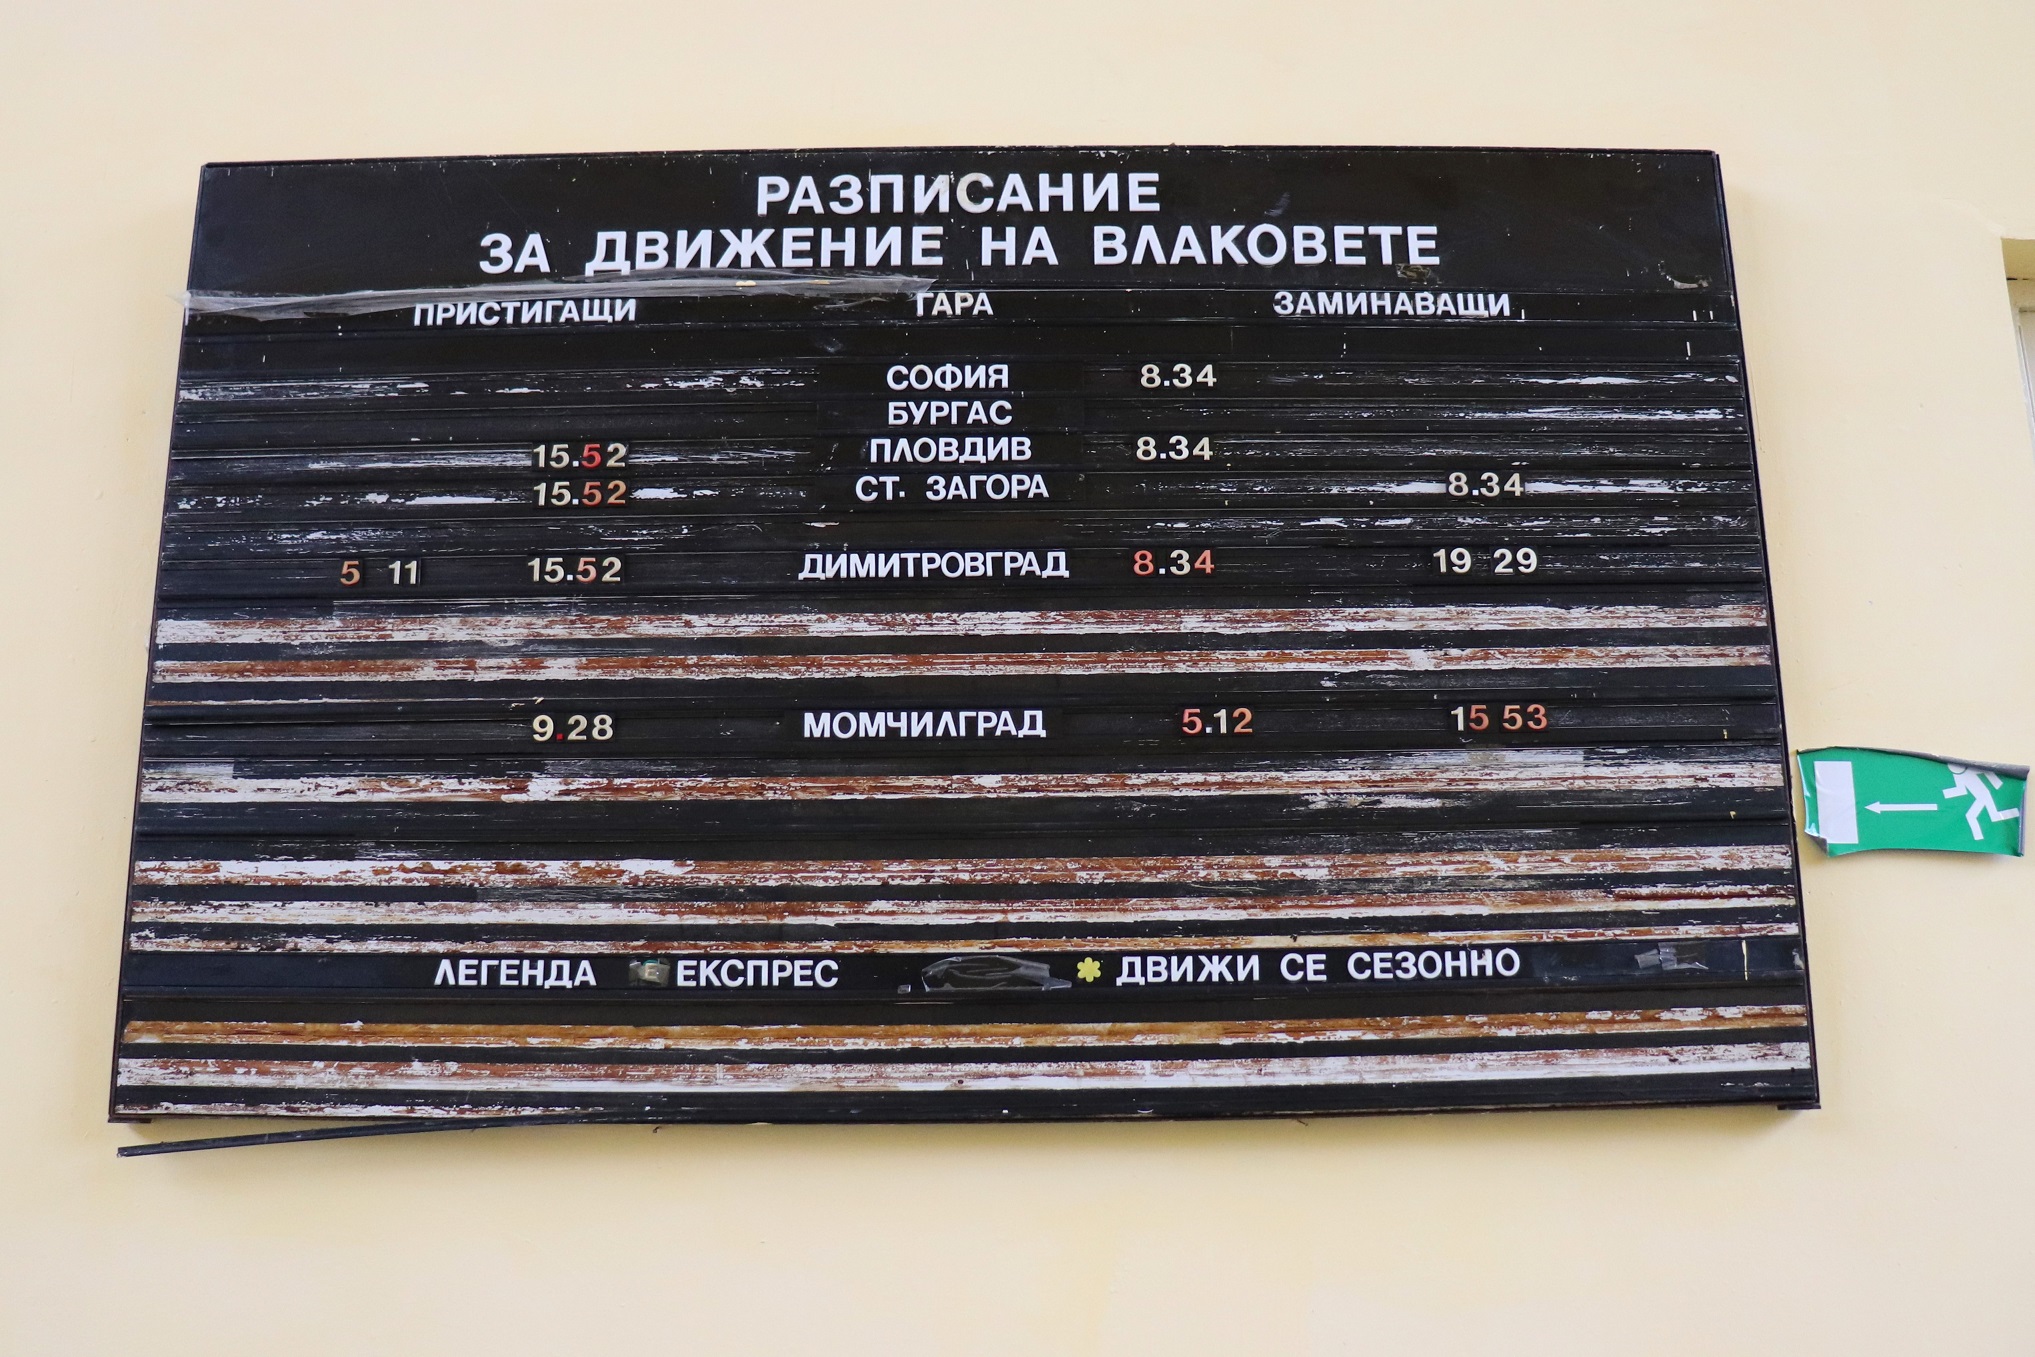 РАЗПИСАНИЕ
ЗА ДВИЖЕНИЕ НА ВЛАКОВЕТЕ
ПРИСТИГАЩИ ГАРА ЗАМИНАВАЩИ
СОФИЯ 8.34
БУРГАС
15.52 ПЛОВДИВ 8.34
15.52 СТ. ЗАГОРА 8.34
5 11 15.52 ДИМИТРОВГРАД 8.34 19 29
9.28 МОМЧИЛГРАД 5.12 15 53
ЛЕГЕНДА Е ЕКСПРЕС ДВИЖИ СЕ СЕЗОННО